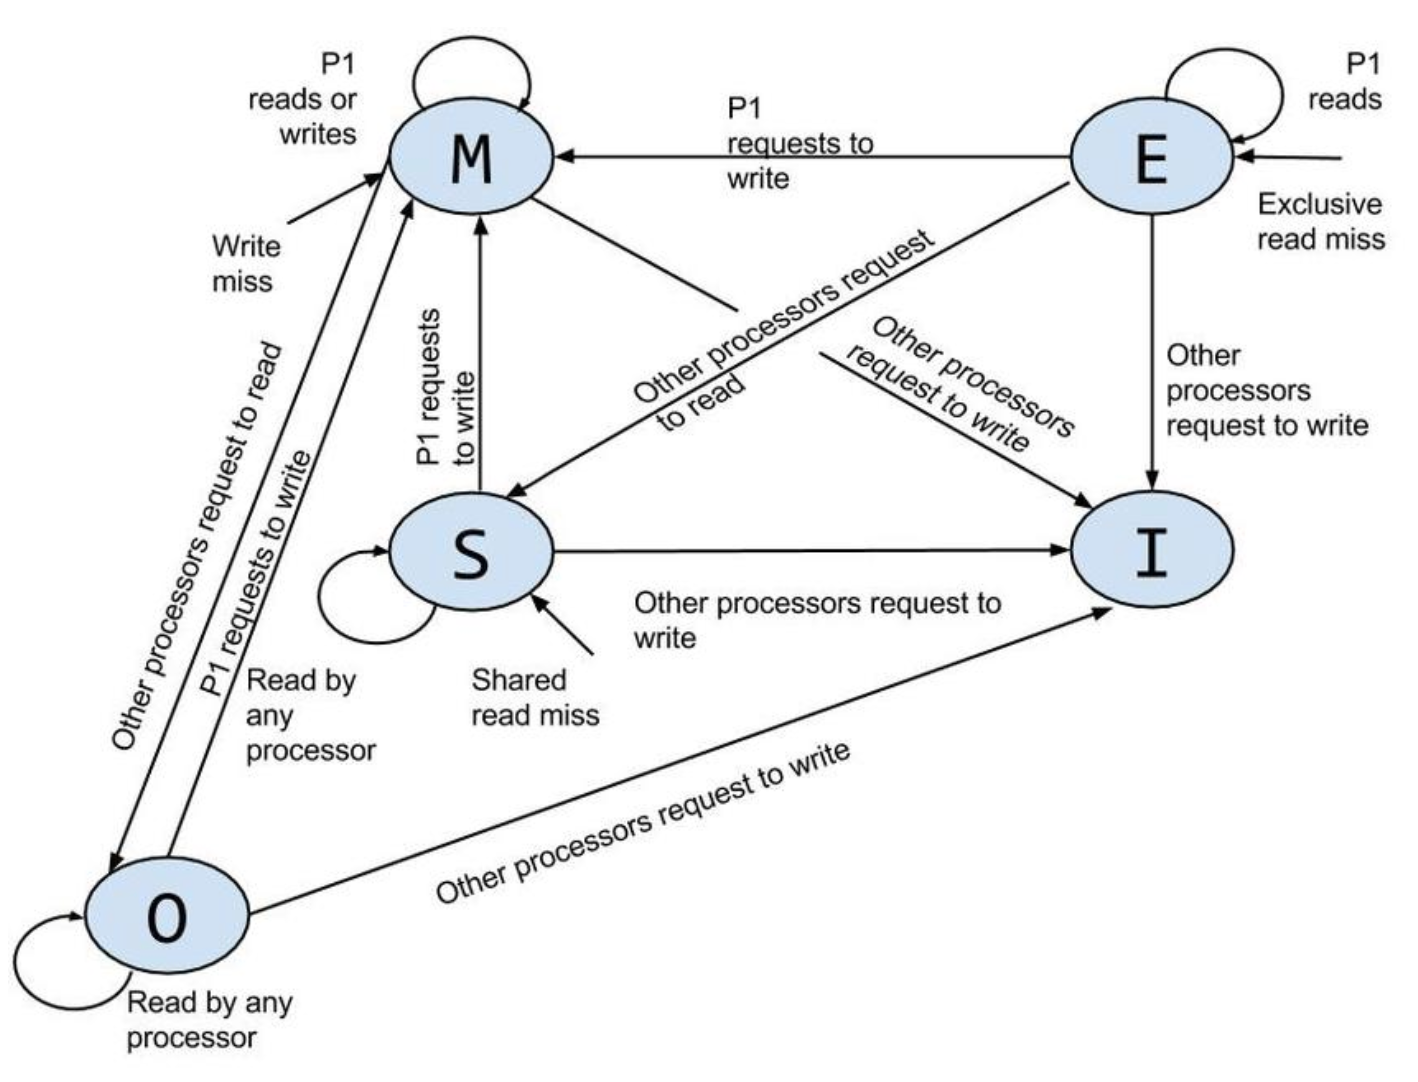 P1
reads or
writes
M
P1
requests to
write
E
P1
reads
Write
miss
Exclusive
read miss
Other processors request to read
P1 requests to write
P1 requests
to write
Other processors request
to read
Other processors
request to write
Other
processors
request to write
S
I
Read by
any
processor
Shared
read miss
Other processors request to
write
Other processors request to write
O
Read by any
processor